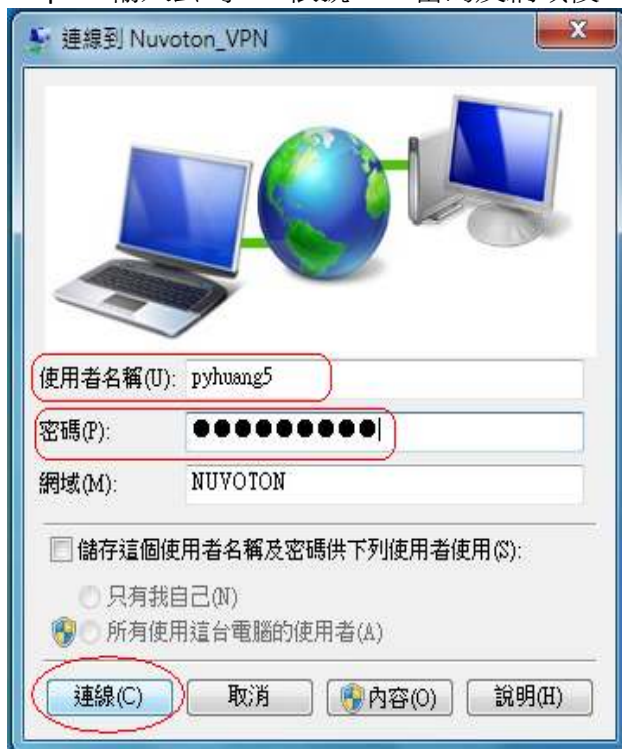 連線到 Nuvoton_VPN
使用者名稱(U): pyhuang5
密碼(P): ●●●●●●●●●
網域(M): NUVOTON
儲存這個使用者名稱及密碼供下列使用者使用(S):
只有我自己(N)
所有使用這台電腦的使用者(A)
連線(C) 取消 內容(O) 說明(H)